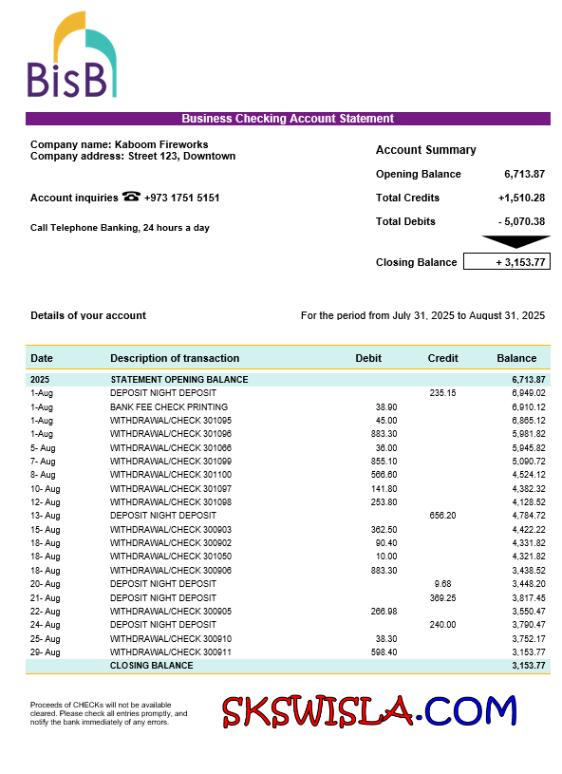 BisB
Business Checking Account Statement
Company name: Kaboom Fireworks
Company address: Street 123, Downtown
Account inquiries ☎ +973 1751 5151
Call Telephone Banking, 24 hours a day
Account Summary
Opening Balance 6,713.87
Total Credits +1,510.28
Total Debits - 5,070.38
Closing Balance + 3,153.77
Details of your account For the period from July 31, 2025 to August 31, 2025
Date Description of transaction Debit Credit Balance
2025 STATEMENT OPENING BALANCE 6,713.87
1-Aug DEPOSIT NIGHT DEPOSIT 235.15 6,949.02
1-Aug BANK FEE CHECK PRINTING 38.90 6,910.12
1-Aug WITHDRAWAL/CHECK 301095 45.00 6,865.12
1-Aug WITHDRAWAL/CHECK 301096 883.30 5,981.82
5- Aug WITHDRAWAL/CHECK 301066 36.00 5,945.82
7- Aug WITHDRAWAL/CHECK 301099 855.10 5,090.72
8- Aug WITHDRAWAL/CHECK 301100 566.60 4,524.12
10- Aug WITHDRAWAL/CHECK 301097 141.80 4,382.32
12- Aug WITHDRAWAL/CHECK 301098 253.80 4,128.52
13- Aug DEPOSIT NIGHT DEPOSIT 656.20 4,784.72
15- Aug WITHDRAWAL/CHECK 300903 362.50 4,422.22
18- Aug WITHDRAWAL/CHECK 300902 90.40 4,331.82
18- Aug WITHDRAWAL/CHECK 301050 10.00 4,321.82
18- Aug WITHDRAWAL/CHECK 300906 883.30 3,438.52
20- Aug DEPOSIT NIGHT DEPOSIT 9.68 3,448.20
21- Aug DEPOSIT NIGHT DEPOSIT 369.25 3,817.45
22- Aug WITHDRAWAL/CHECK 300905 266.98 3,550.47
24- Aug DEPOSIT NIGHT DEPOSIT 240.00 3,790.47
25- Aug WITHDRAWAL/CHECK 300910 38.30 3,752.17
29- Aug WITHDRAWAL/CHECK 300911 598.40 3,153.77
CLOSING BALANCE 3,153.77
Proceeds of CHECKs will not be available
cleared. Please check all entries promptly, and
notify the bank immediately of any errors.
SKSWISLA.COM